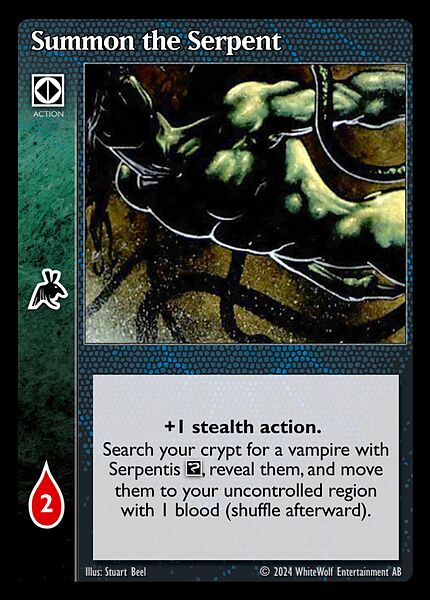 Summon the Serpent
ACTION
+1 stealth action.
Search your crypt for a vampire with
Serpentis , reveal them, and move
them to your uncontrolled region
with 1 blood (shuffle afterward).
2
Illus: Stuart Beel
© 2024 WhiteWolf Entertainment AB